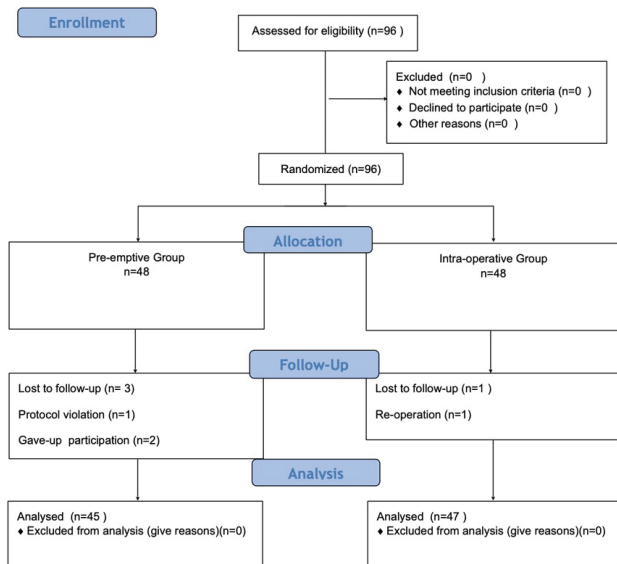 Enrollment
Assessed for eligibility (n=96 )
Excluded (n=0 )
♦ Not meeting inclusion criteria (n=0 )
♦ Declined to participate (n=0 )
♦ Other reasons (n=0 )
Randomized (n=96)
Allocation
Pre-emptive Group
n=48
Intra-operative Group
n=48
Follow-Up
Lost to follow-up (n= 3)
Protocol violation (n=1)
Gave-up participation (n=2)
Lost to follow-up (n=1 )
Re-operation (n=1)
Analysis
Analysed (n=45 )
♦ Excluded from analysis (give reasons)(n=0)
Analysed (n=47 )
♦ Excluded from analysis (give reasons)(n=0)